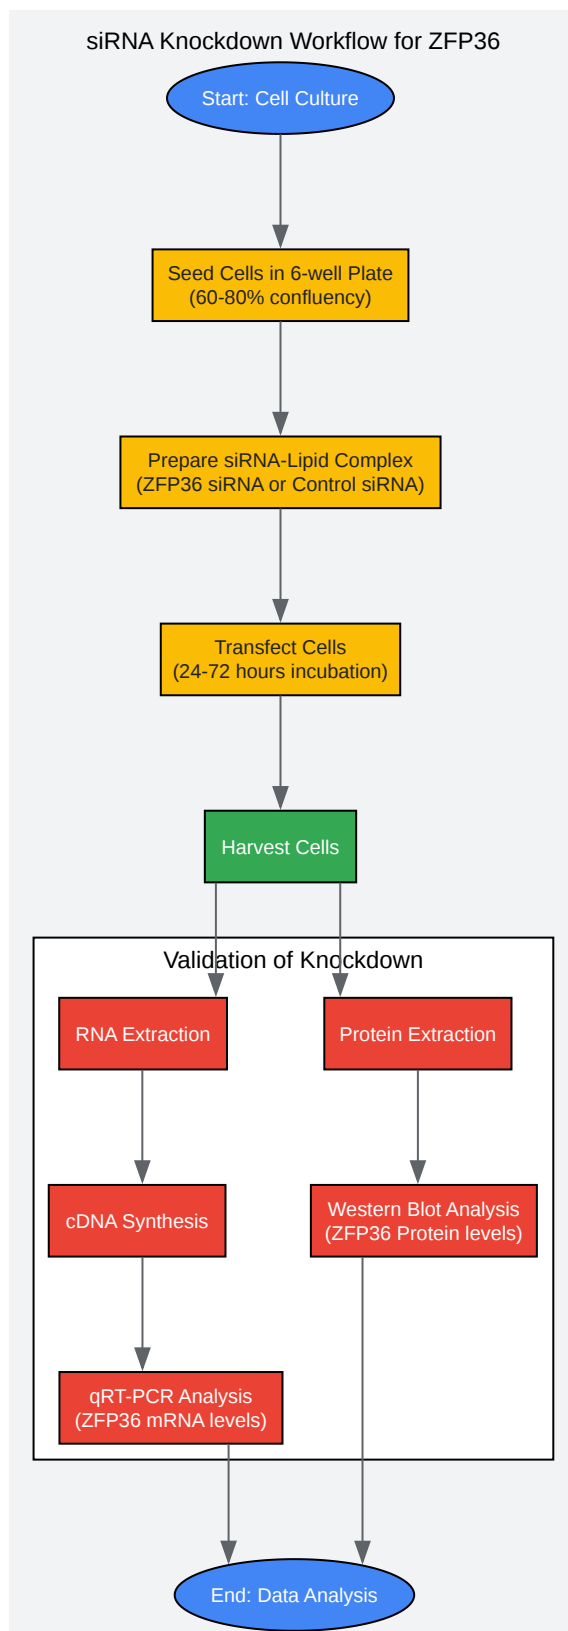 siRNA Knockdown Workflow for ZFP36
Start: Cell Culture
Seed Cells in 6-well Plate
(60-80% confluency)
Prepare siRNA-Lipid Complex
(ZFP36 siRNA or Control siRNA)
Transfect Cells
(24-72 hours incubation)
Harvest Cells
Validation of Knockdown
RNA Extraction
Protein Extraction
cDNA Synthesis
Western Blot Analysis
(ZFP36 Protein levels)
qRT-PCR Analysis
(ZFP36 mRNA levels)
End: Data Analysis